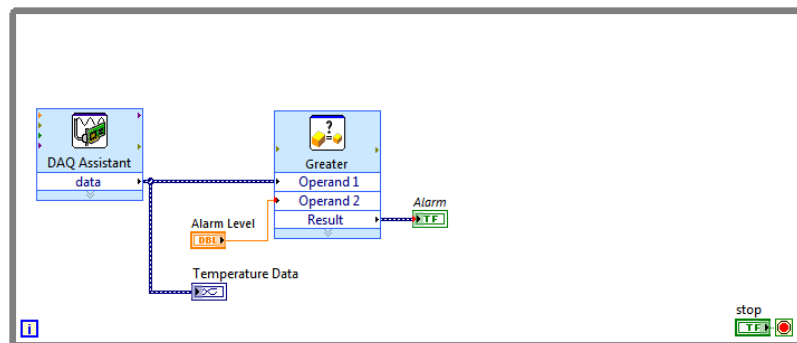 DAQ Assistant
data
?
=
Greater
Operand 1
Operand 2
Result
Alarm
TF
Alarm Level
DBL
Temperature Data
i
stop
TF